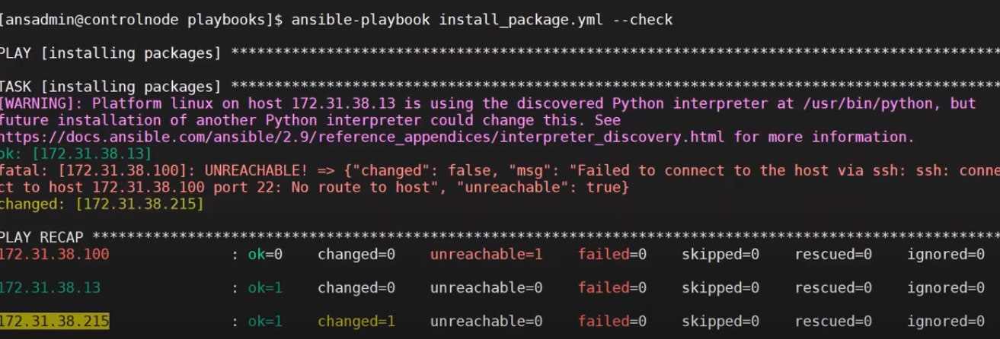 [ansadmin@controlnode playbooks]$ ansible-playbook install_package.yml --check
PLAY [installing packages] ****************************************************************************************
TASK [installing packages] ****************************************************************************************
[WARNING]: Platform linux on host 172.31.38.13 is using the discovered Python interpreter at /usr/bin/python, but
future installation of another Python interpreter could change this. See
https://docs.ansible.com/ansible/2.9/reference_appendices/interpreter_discovery.html for more information.
ok: [172.31.38.13]
fatal: [172.31.38.100]: UNREACHABLE! => {"changed": false, "msg": "Failed to connect to the host via ssh: ssh: conne
ct to host 172.31.38.100 port 22: No route to host", "unreachable": true}
changed: [172.31.38.215]
PLAY RECAP ********************************************************************************************************
172.31.38.100 : ok=0 changed=0 unreachable=1 failed=0 skipped=0 rescued=0 ignored=0
172.31.38.13 : ok=1 changed=0 unreachable=0 failed=0 skipped=0 rescued=0 ignored=0
172.31.38.215 : ok=1 changed=1 unreachable=0 failed=0 skipped=0 rescued=0 ignored=0